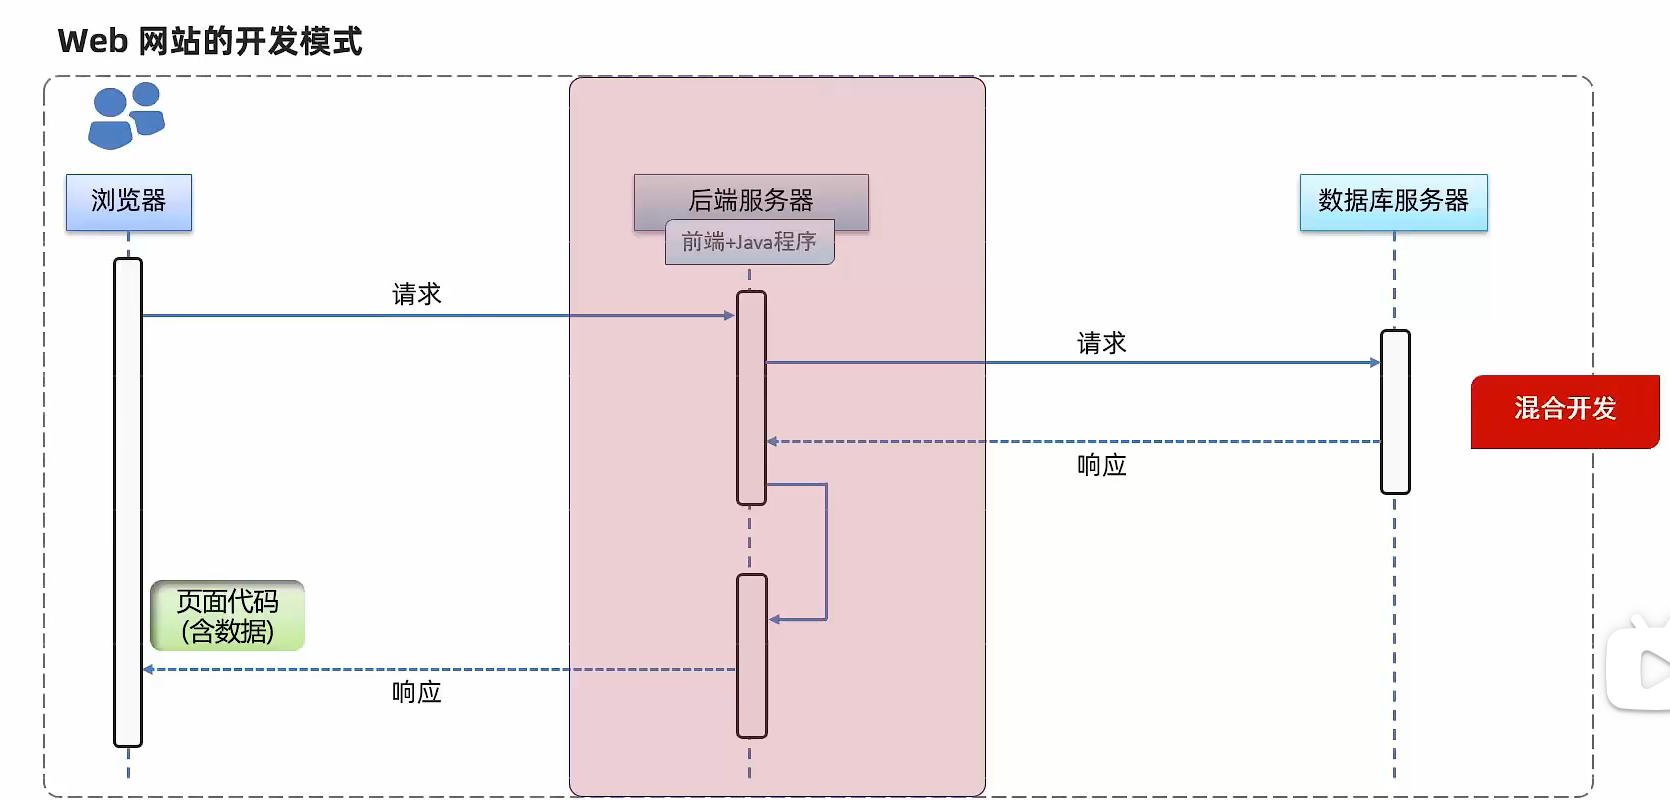 Web 网站的开发模式
浏览器
后端服务器
数据库服务器
前端+Java程序
请求
请求
混合开发
响应
页面代码
(含数据)
响应